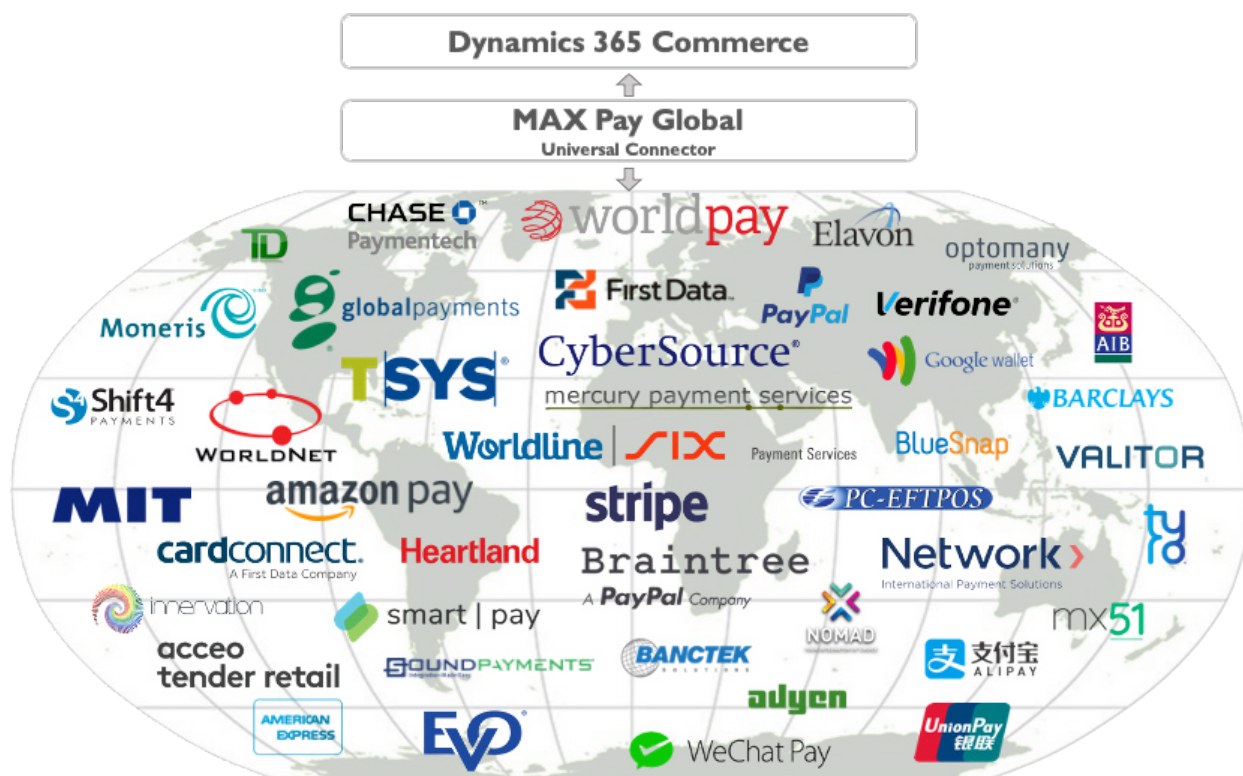 Dynamics 365 Commerce
MAX Pay Global
Universal Connector
CHASE
Paymentech
worldpay
Elavon
TD
optomany
payment solutions
First Data
PayPal
Verifone
Moneris
globalpayments
AIB
CyberSource
Google wallet
TSYS
S4 Shift4
PAYMENTS
mercury payment services
BARCLAYS
WORLDNET
Worldline | SIX Payment Services
BlueSnap
VALITOR
MIT
amazon pay
stripe
PC-EFTPOS
tyro
cardconnect.
A First Data Company
Heartland
Braintree
A PayPal Company
Network
International Payment Solutions
innervation
smart | pay
NOMAD
mx51
acceo
tender retail
SOUNDPAYMENTS
BANCTEK
SOLUTIONS
支 支付宝
ALIPAY
adyen
AMERICAN
EXPRESS
EVO
WeChat Pay
UnionPay
银联